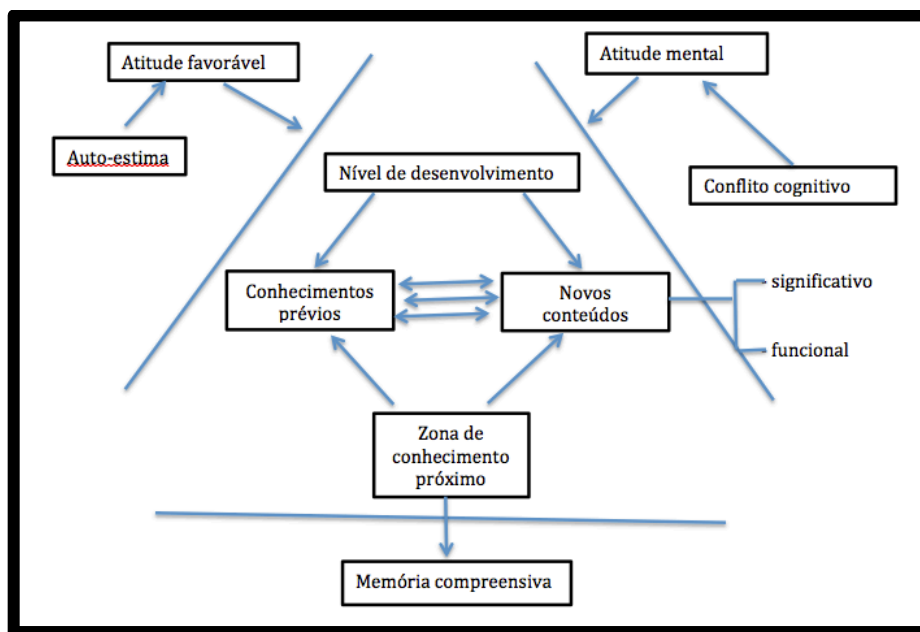 Atitude favorável
Atitude mental
Auto-estima
Nível de desenvolvimento
Conflito cognitivo
Conhecimentos
prévios
Novos
conteúdos
- significativo
- funcional
Zona de
conhecimento
próximo
Memória compreensiva